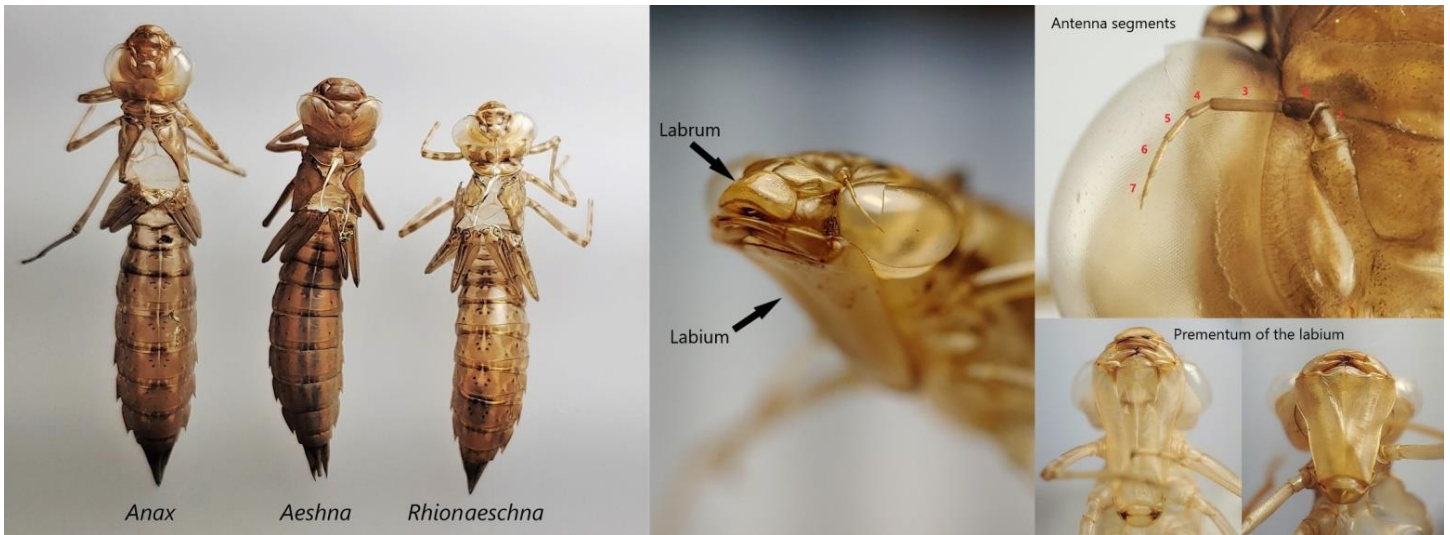 Anax
Aeshna
Rhionaeschna
Labrum
Labium
Antenna segments
3
4
5
6
7
Prementum of the labium